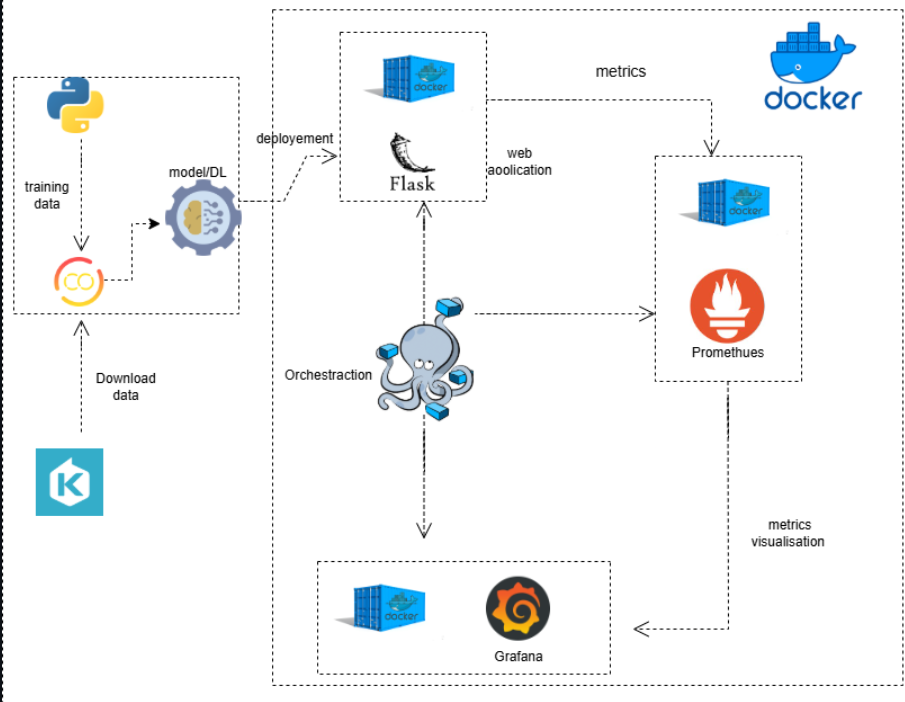 docker
docker
metrics
deployement
Flask
web
aoolication
model/DL
training
data
CO
docker
Promethues
Orchestraction
Download
data
K
metrics
visualisation
docker
Grafana